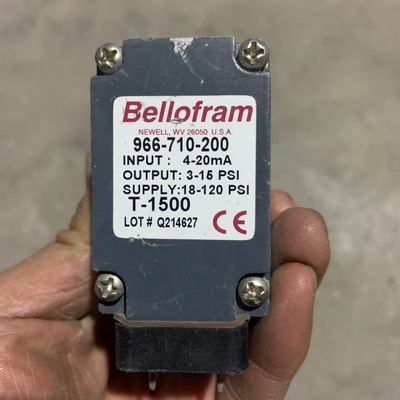 Bellofram
NEWELL, WV 26050 U.S.A.
966-710-200
INPUT : 4-20mA
OUTPUT: 3-15 PSI
SUPPLY:18-120 PSI
T-1500
LOT # Q214627
CE